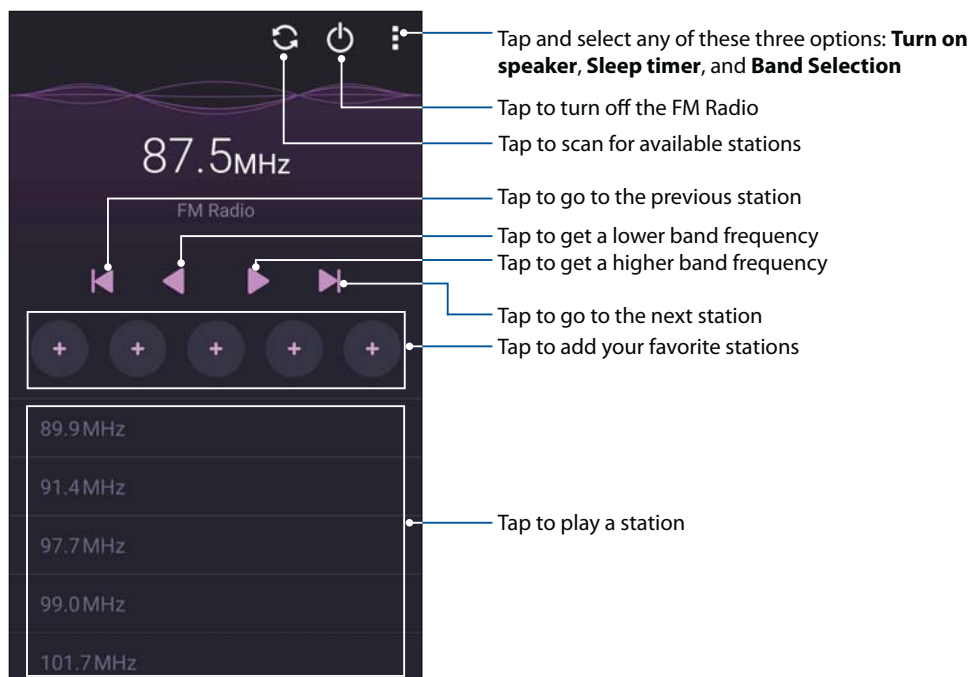 Tap and select any of these three options: Turn on
speaker, Sleep timer, and Band Selection
Tap to turn off the FM Radio
Tap to scan for available stations
87.5MHz
FM Radio
Tap to go to the previous station
Tap to get a lower band frequency
Tap to get a higher band frequency
Tap to go to the next station
Tap to add your favorite stations
89.9MHz
91.4MHz
97.7MHz
99.0MHz
101.7MHz
Tap to play a station